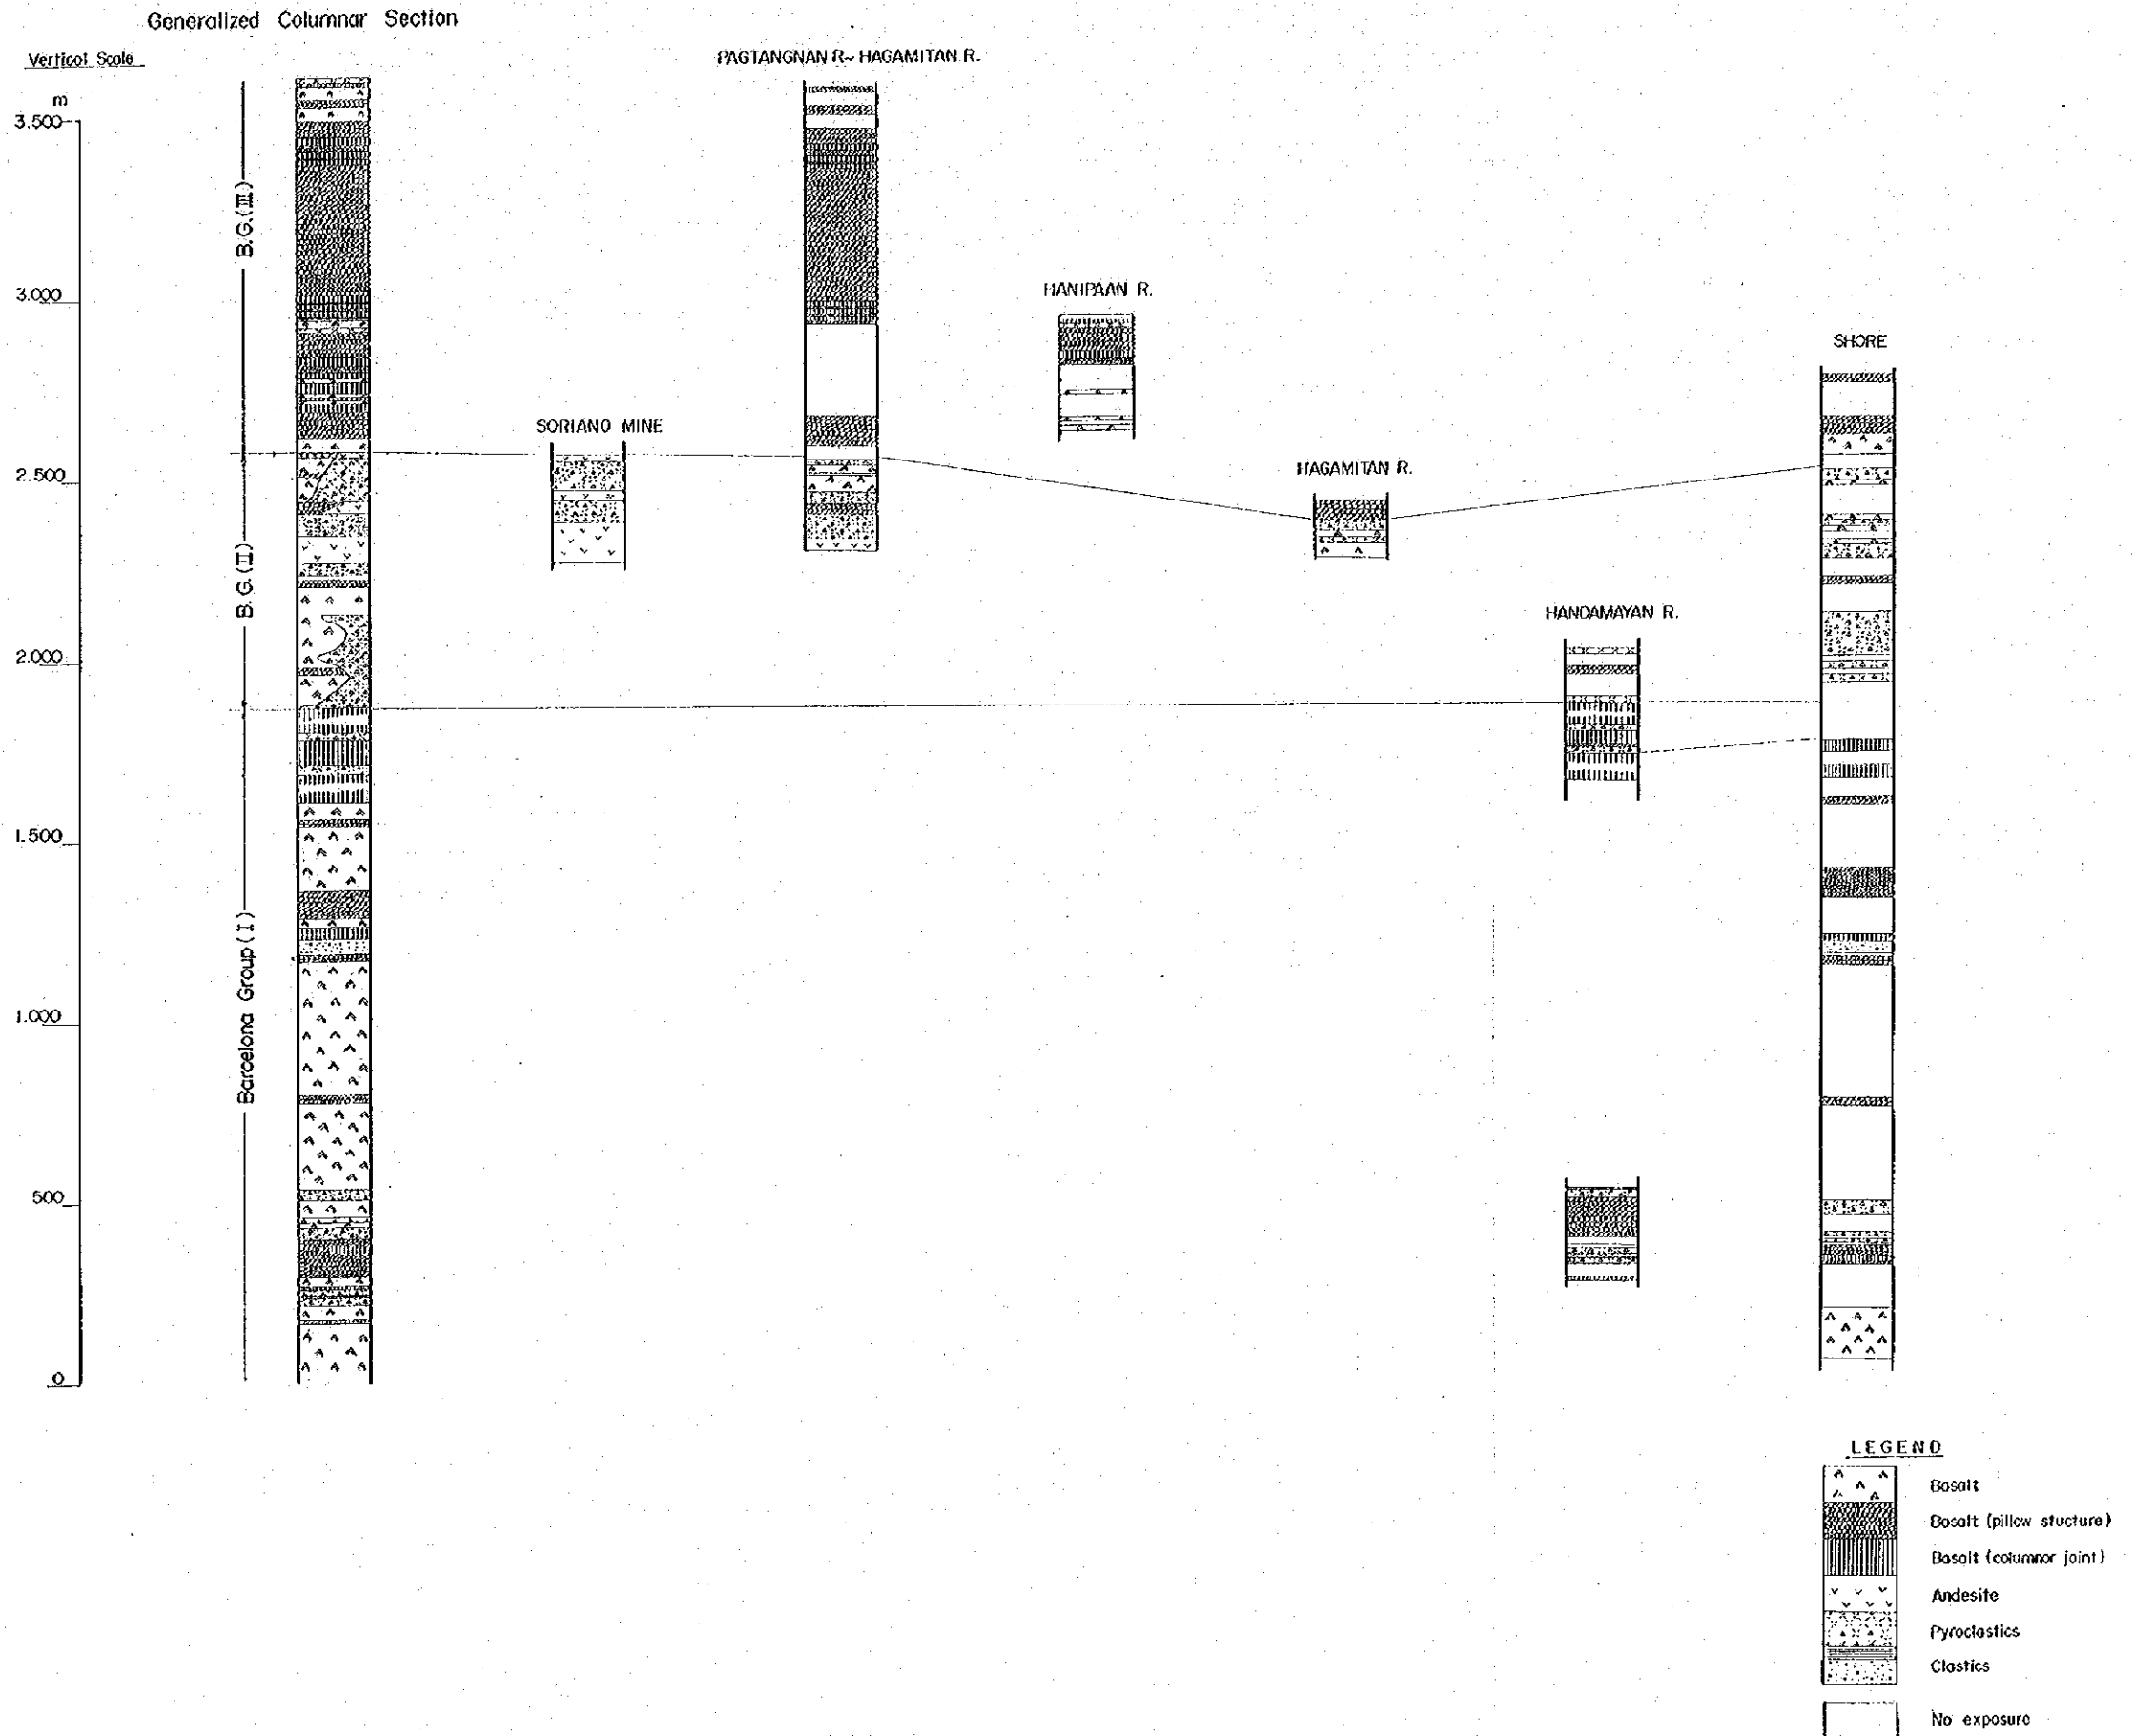 Generalized Columnar Section
Vertical Scale
m
3.500
3.000
2.500
2.000
1.500
1.000
500
0
B.G.(III)
B.G.(II)
Barcelona Group(I)
PAGTANGNAN R~HAGAMITAN R.
HANIPAAN R.
SHORE
SORIANO MINE
HAGAMITAN R.
HANDAMAYAN R.
LEGEND
Basalt
Basalt (pillow stucture)
Basalt (columnor joint)
Andesite
Pyroclastics
Clastics
No exposure